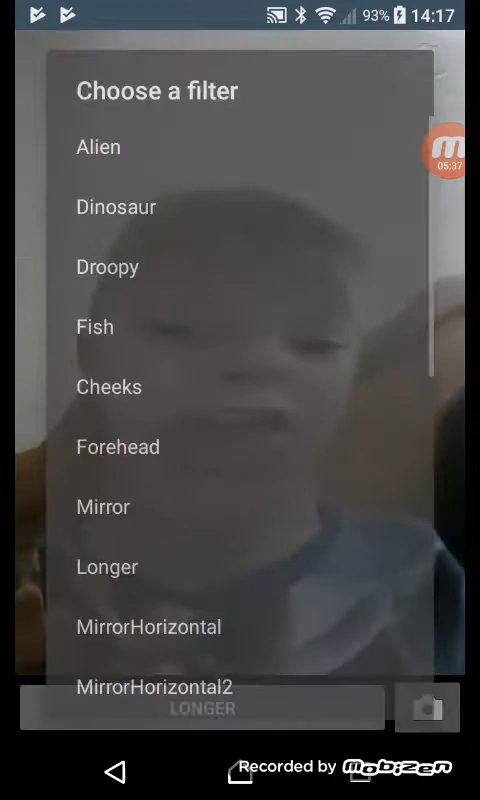 93% 14:17
Choose a filter
Alien
05:37
Dinosaur
Droopy
Fish
Cheeks
Forehead
Mirror
Longer
MirrorHorizontal
MirrorHorizontal2
LONGER
Recorded by Mobizen